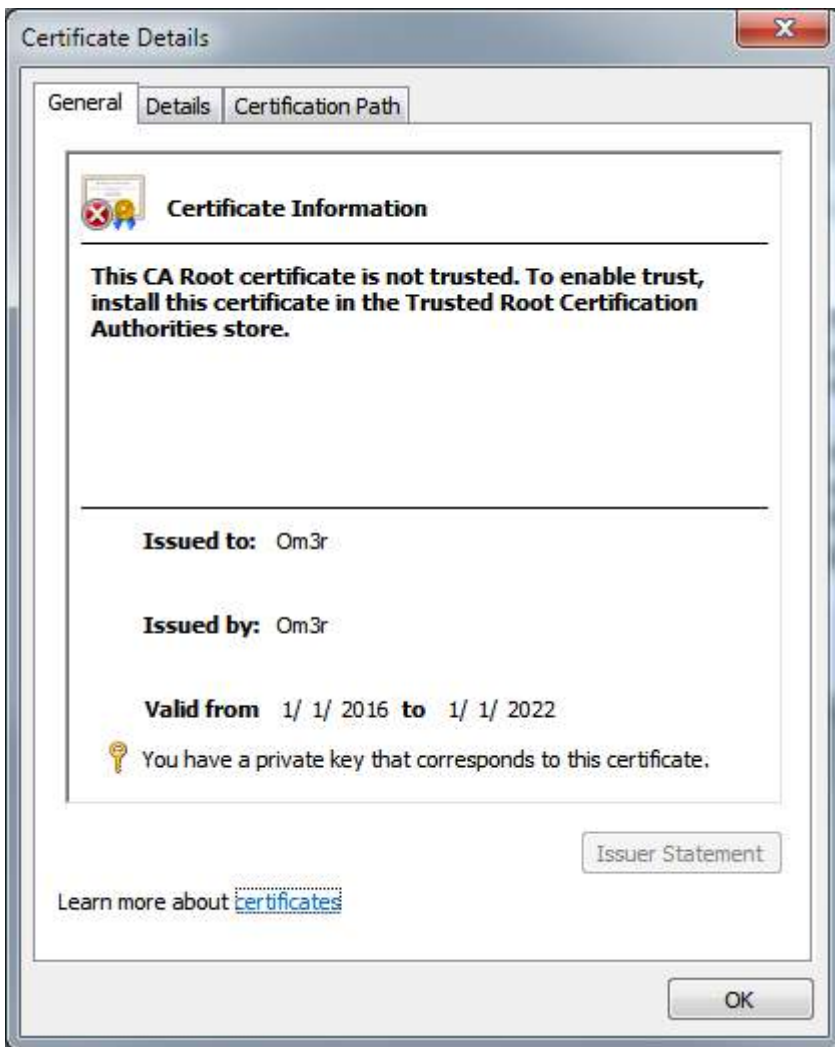 Certificate Details
General Details Certification Path
Certificate Information
This CA Root certificate is not trusted. To enable trust,
install this certificate in the Trusted Root Certification
Authorities store.
Issued to: Om3r
Issued by: Om3r
Valid from 1/ 1/ 2016 to 1/ 1/ 2022
You have a private key that corresponds to this certificate.
Issuer Statement
Learn more about certificates
OK